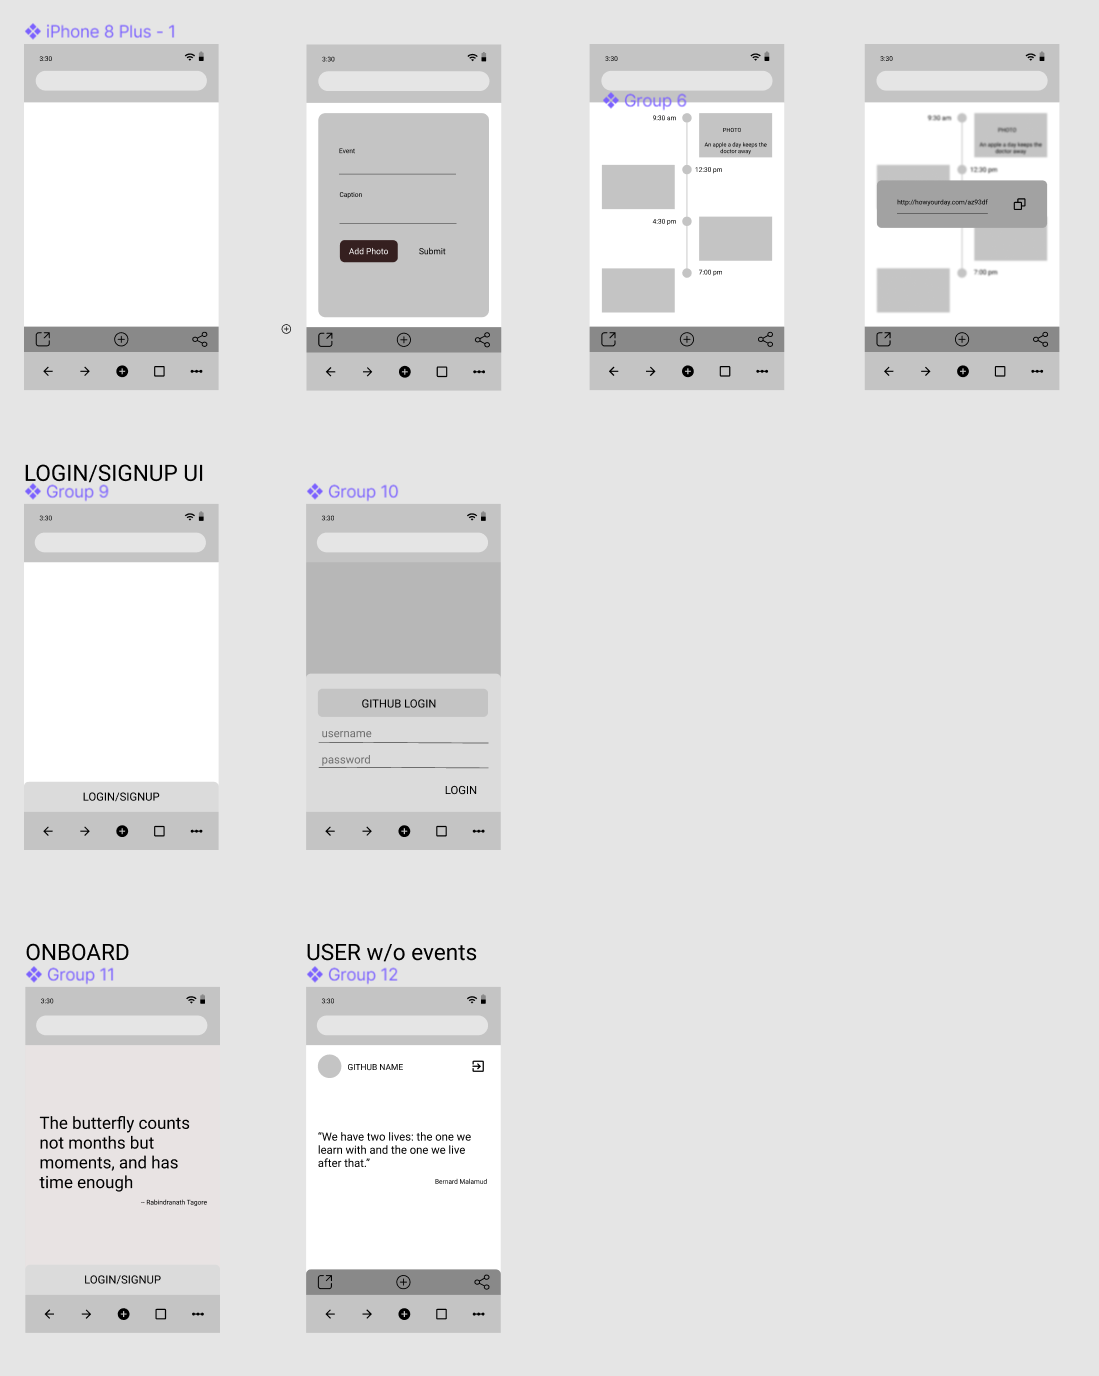 iPhone 8 Plus - 1
3:30
3:30
Event
Caption
Add Photo
Submit
3:30
Group 6
9:30 am
PHOTO
An apple a day keeps the
doctor away
12:30 pm
4:30 pm
7:00 pm
3:30
9:30 am
PHOTO
An apple a day keeps the
doctor away
12:30 pm
http://howyourday.com/az93df
7:00 pm
LOGIN/SIGNUP UI
Group 9
3:30
LOGIN/SIGNUP
Group 10
3:30
GITHUB LOGIN
username
password
LOGIN
ONBOARD
Group 11
3:30
The butterfly counts
not months but
moments, and has
time enough
– Rabindranath Tagore
LOGIN/SIGNUP
USER w/o events
Group 12
3:30
GITHUB NAME
“We have two lives: the one we
learn with and the one we live
after that.”
Bernard Malamud